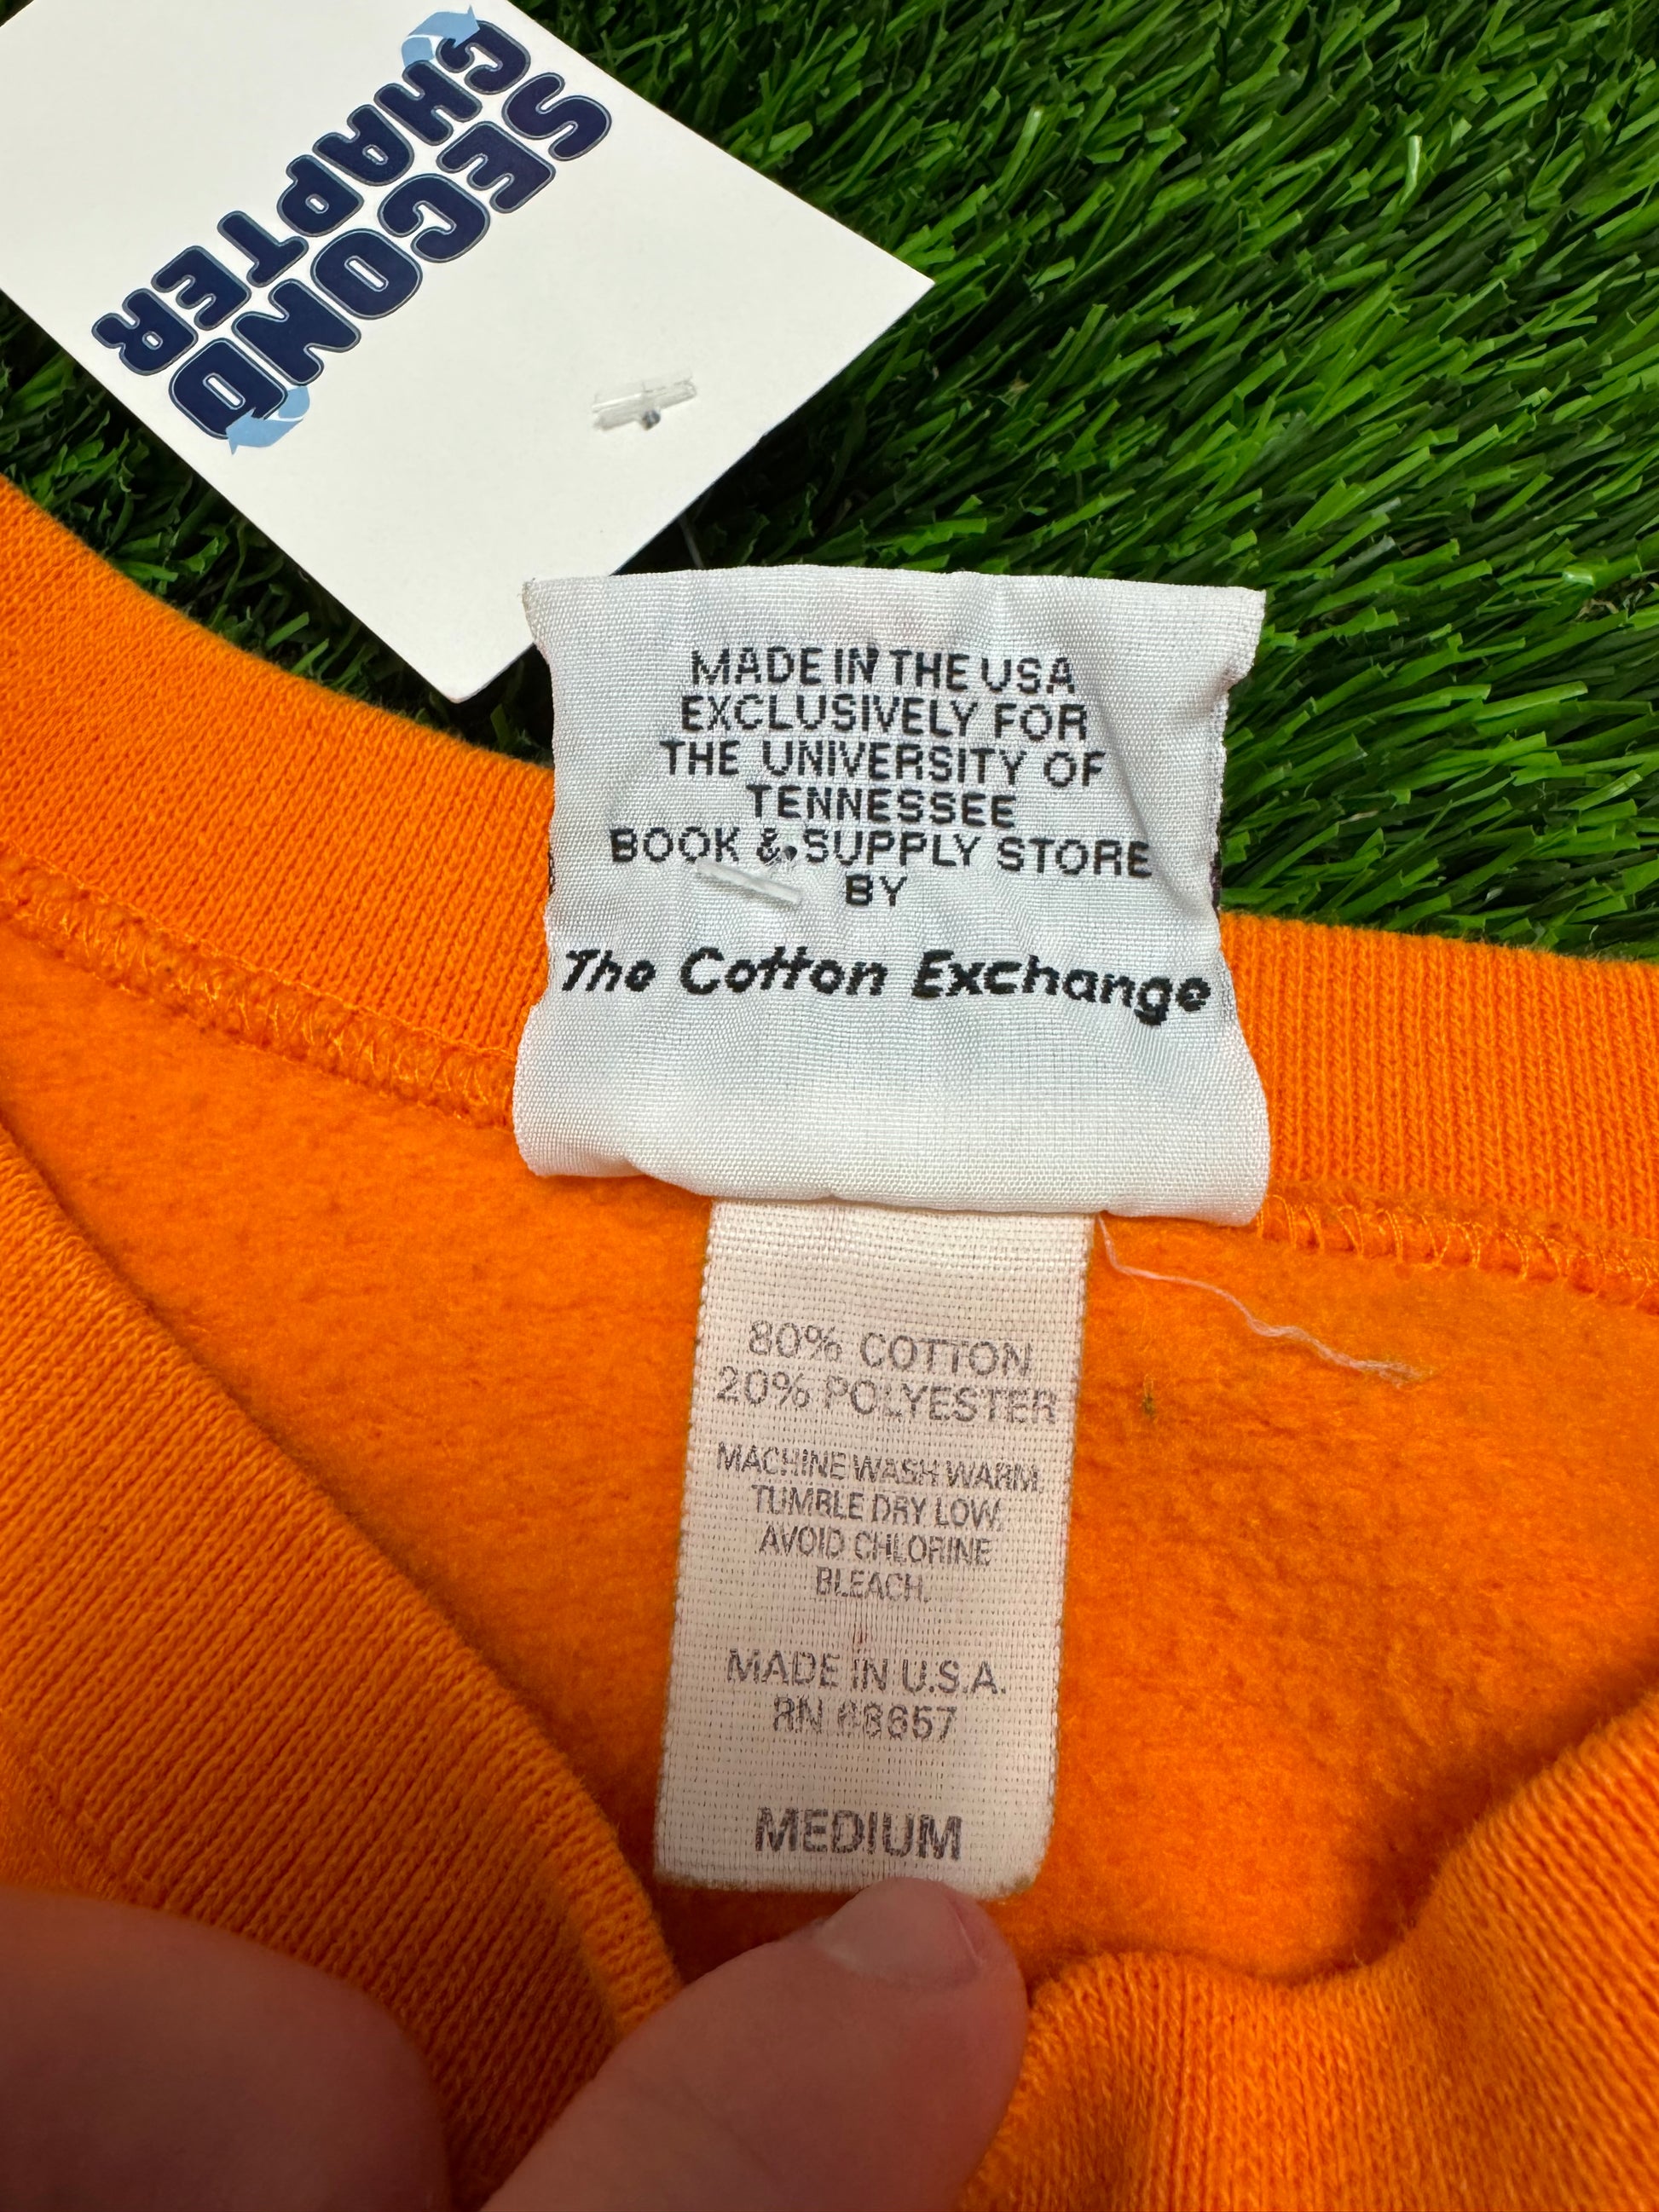 SECOND
CHAPTER
MADE IN THE USA
EXCLUSIVELY FOR
THE UNIVERSITY OF
TENNESSEE
BOOK & SUPPLY STORE
BY
The Cotton Exchange
80% COTTON
20% POLYESTER
MACHINE WASH WARM,
TUMBLE DRY LOW,
AVOID CHLORINE
BLEACH.
MADE IN U.S.A.
RN
MEDIUM